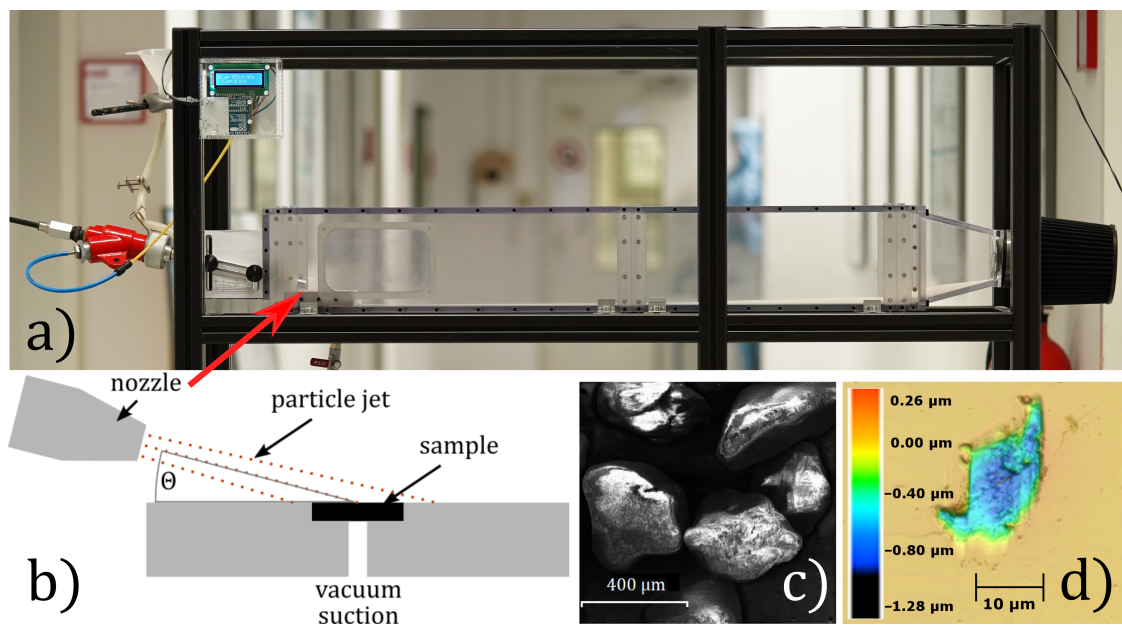 a)
nozzle
particle jet
sample
Θ
b)
vacuum
suction
400 µm
c)
0.26 µm
0.00 µm
−0.40 µm
−0.80 µm
−1.28 µm
10 µm
d)